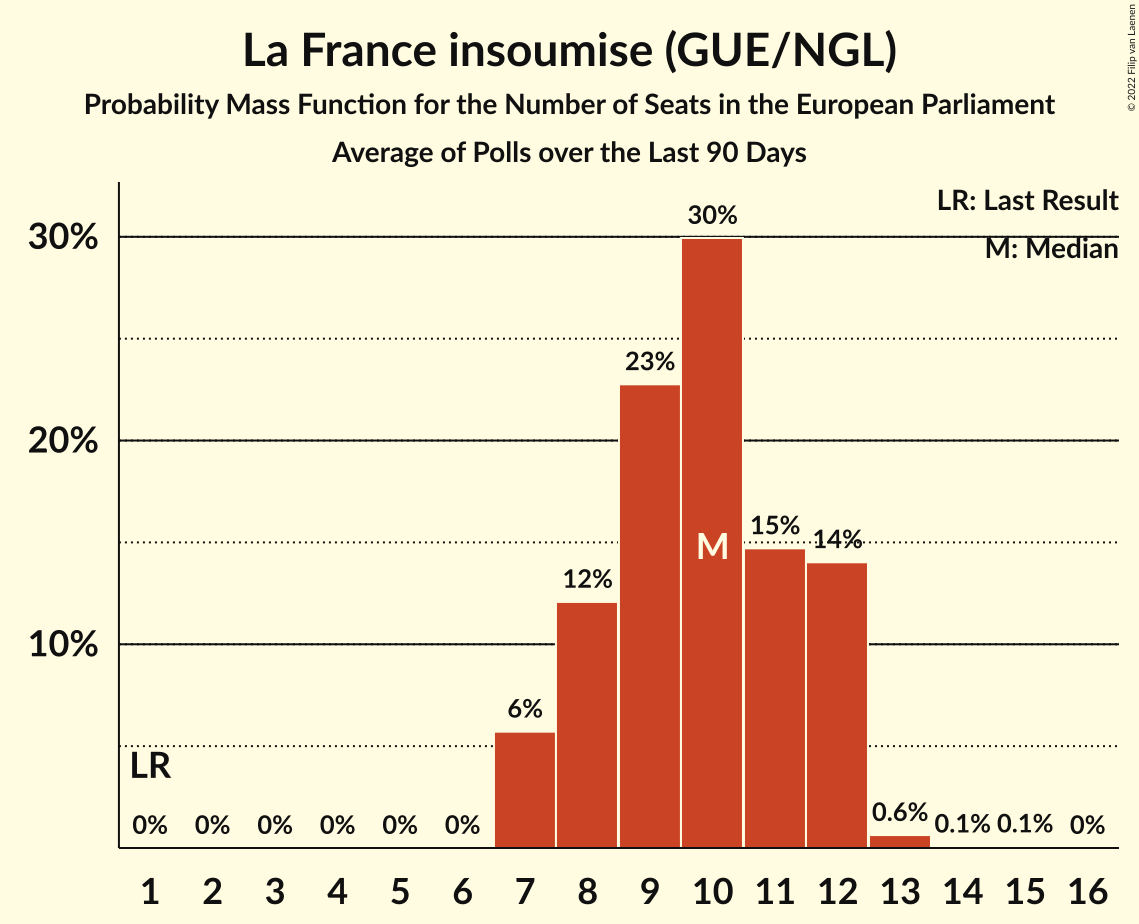 La France insoumise (GUE/NGL)
Probability Mass Function for the Number of Seats in the European Parliament
Average of Polls over the Last 90 Days
© 2022 Filip van Laenen
LR: Last Result
M: Median
30%
20%
10%
30%
23%
15%
14%
12%
6%
M
LR
0% 0% 0% 0% 0% 0% 0.6% 0.1% 0.1% 0%
1 2 3 4 5 6 7 8 9 10 11 12 13 14 15 16